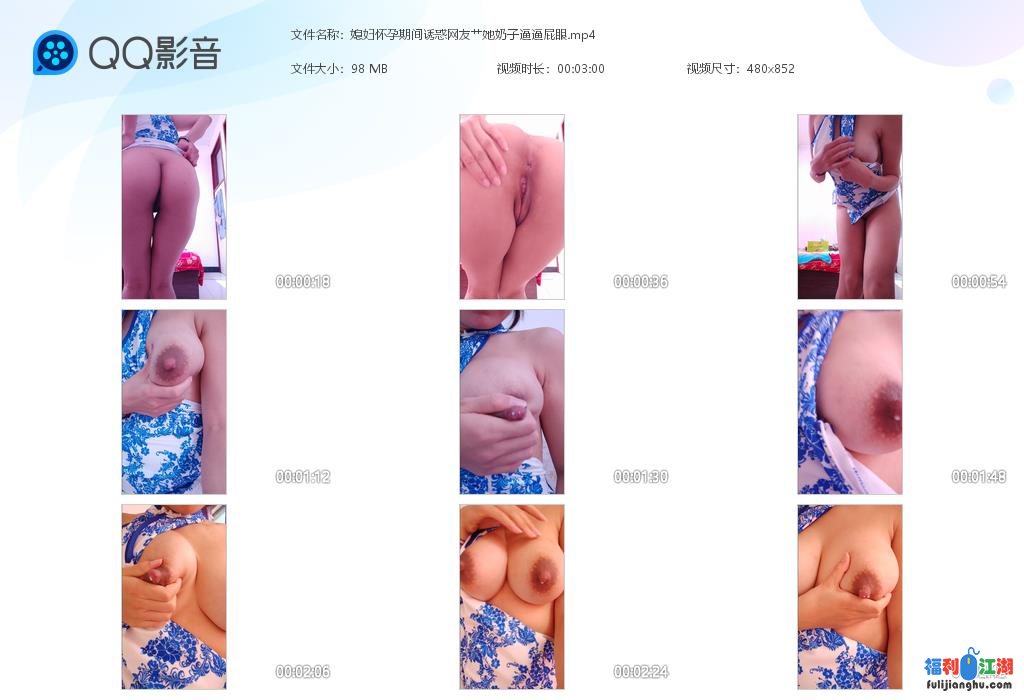 QQ影音
文件名称：媳妇怀孕期间诱惑网友艹她奶子逼逼屁眼.mp4
文件大小：98 MB
视频时长：00:03:00
视频尺寸：480x852
00:00:18
00:00:36
00:00:54
00:01:12
00:01:30
00:01:48
00:02:06
00:02:24
福利江湖
fulijianghu.com